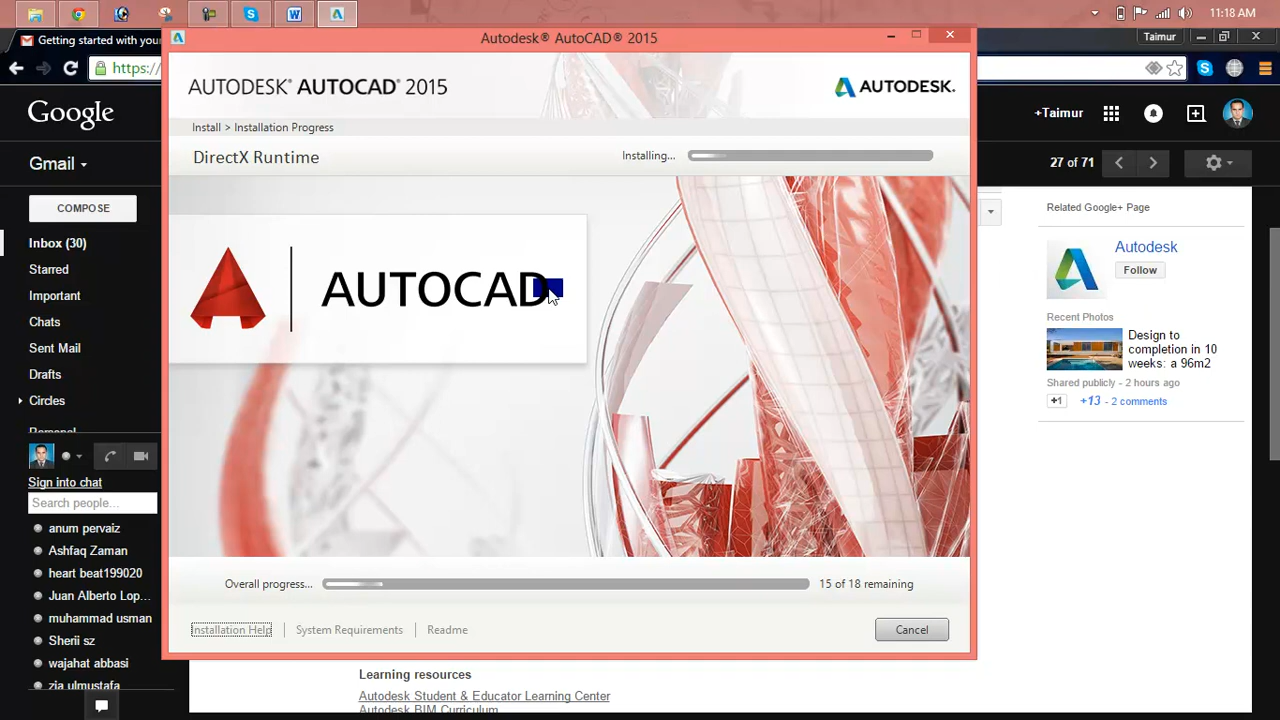 11:18 AM
Getting started with your
Autodesk® AutoCAD® 2015
Taimur
https:/
AUTODESK® AUTOCAD® 2015
AUTODESK.
Google
+Taimur
Install > Installation Progress
DirectX Runtime
Installing...
Gmail
27 of 71
COMPOSE
Related Google+ Page
Inbox (30)
Autodesk
Starred
Follow
Important
AUTOCAD
Chats
Recent Photos
Sent Mail
Design to
completion in 10
weeks: a 96m2
Drafts
Shared publicly - 2 hours ago
Circles
+1
+13 - 2 comments
Personal
Sign into chat
Search people...
anum pervaiz
Ashfaq Zaman
heart beat199020
Overall progress...
15 of 18 remaining
Juan Alberto Lop...
muhammad usman
Installation Help
System Requirements
Readme
Cancel
Sherii sz
wajahat abbasi
Learning resources
zia ulmustafa
Autodesk Student & Educator Learning Center
Autodesk BIM Curriculum